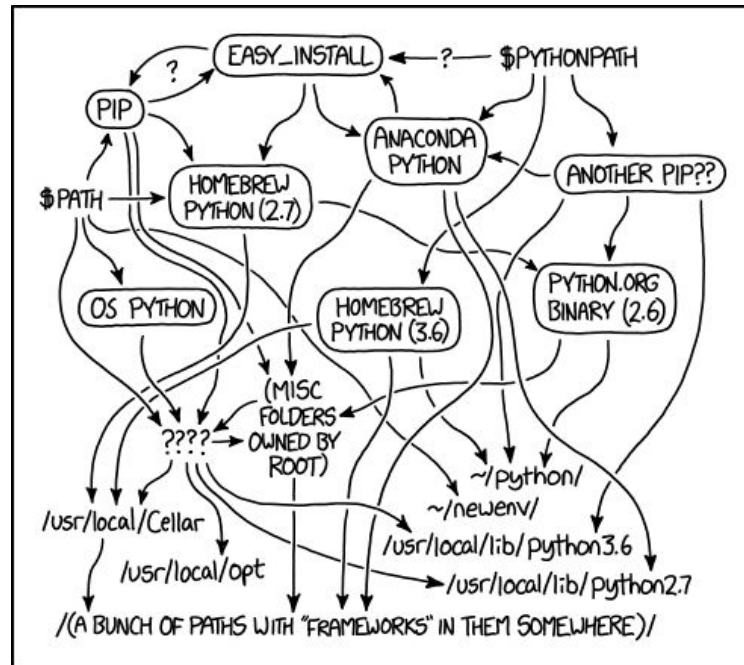 EASY_INSTALL
?
?
$PYTHONPATH
PIP
ANACONDA
PYTHON
ANOTHER PIP??
HOMEBREW
PYTHON (2.7)
$PATH
OS PYTHON
HOMEBREW
PYTHON (3.6)
PYTHON.ORG
BINARY (2.6)
(MISC
FOLDERS
OWNED BY
ROOT)
????
~/python/
~/newenv/
/usr/local/Cellar
/usr/local/lib/python3.6
/usr/local/opt
/usr/local/lib/python2.7
/(A BUNCH OF PATHS WITH "FRAMEWORKS" IN THEM SOMEWHERE)/